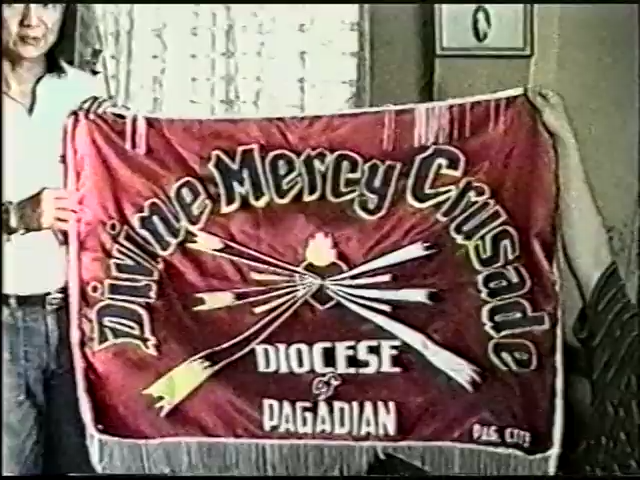 Divine Mercy Crusade
DIOCESE
of
PAGADIAN
PAG. CITY